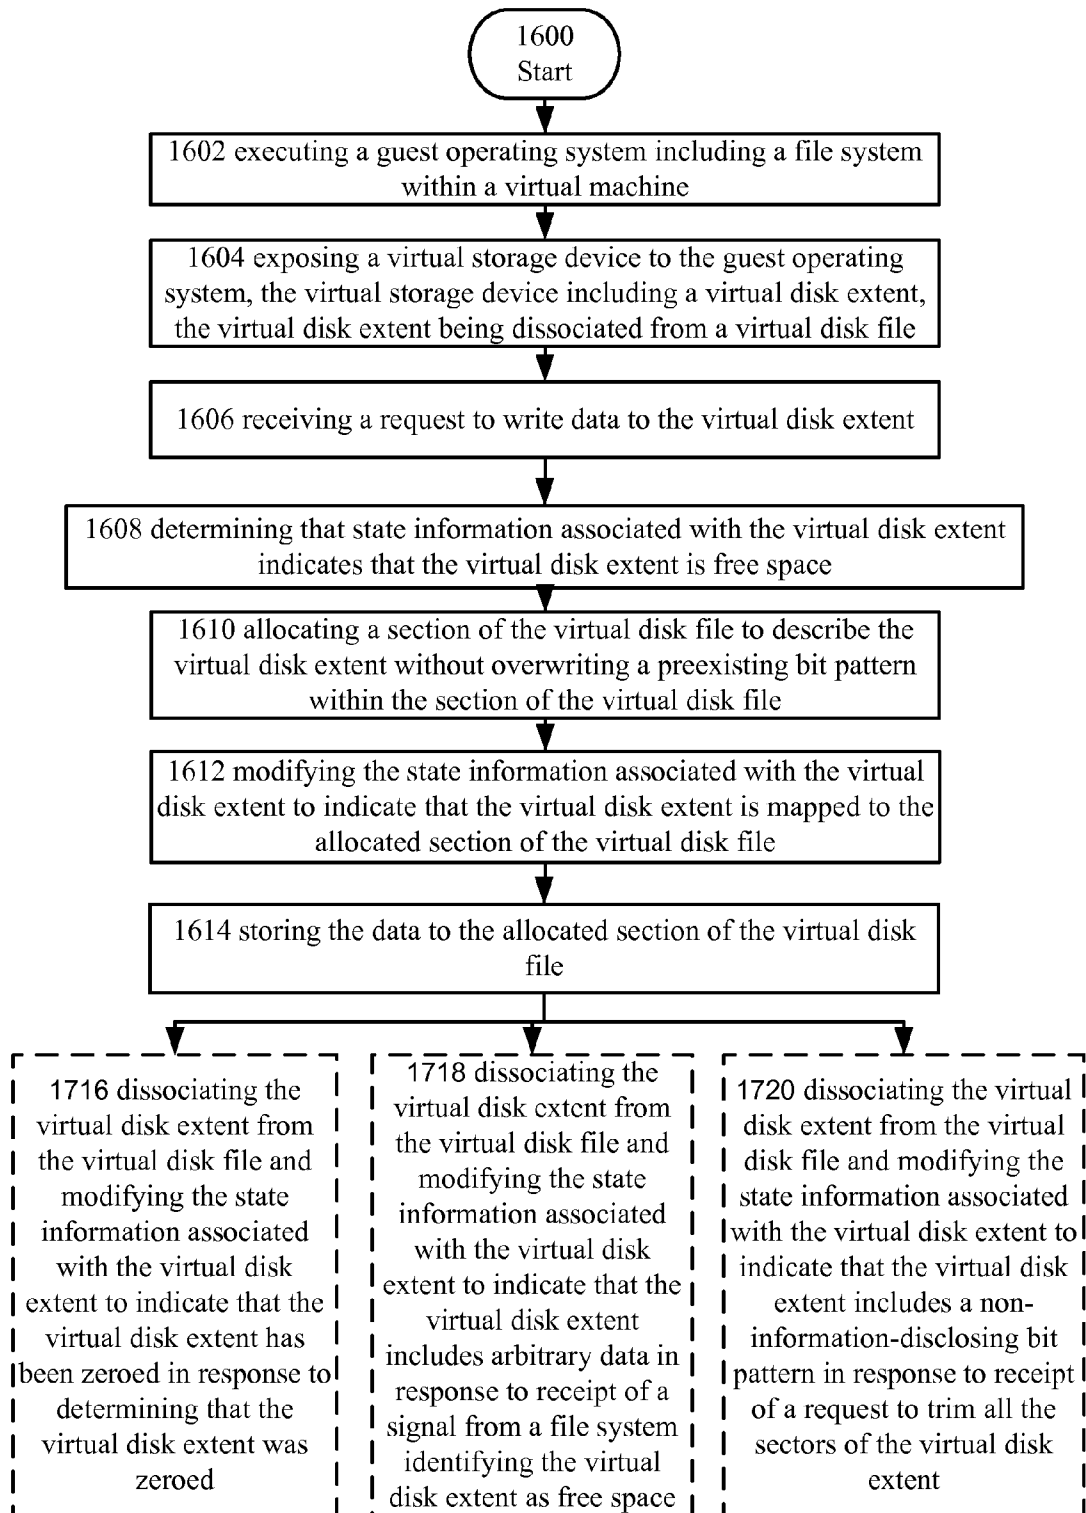 1600
Start
1602 executing a guest operating system including a file system
within a virtual machine
1604 exposing a virtual storage device to the guest operating
system, the virtual storage device including a virtual disk extent,
the virtual disk extent being dissociated from a virtual disk file
1606 receiving a request to write data to the virtual disk extent
1608 determining that state information associated with the virtual disk extent
indicates that the virtual disk extent is free space
1610 allocating a section of the virtual disk file to describe the
virtual disk extent without overwriting a preexisting bit pattern
within the section of the virtual disk file
1612 modifying the state information associated with the virtual
disk extent to indicate that the virtual disk extent is mapped to the
allocated section of the virtual disk file
1614 storing the data to the allocated section of the virtual disk
file
1716 dissociating the
virtual disk extent from
the virtual disk file and
modifying the state
information associated
with the virtual disk
extent to indicate that the
virtual disk extent has
been zeroed in response to
determining that the
virtual disk extent was
zeroed
1718 dissociating the
virtual disk extent from
the virtual disk file and
modifying the state
information associated
with the virtual disk
extent to indicate that the
virtual disk extent
includes arbitrary data in
response to receipt of a
signal from a file system
identifying the virtual
disk extent as free space
1720 dissociating the virtual
disk extent from the virtual
disk file and modifying the
state information associated
with the virtual disk extent to
indicate that the virtual disk
extent includes a non-
information-disclosing bit
pattern in response to receipt
of a request to trim all the
sectors of the virtual disk
extent